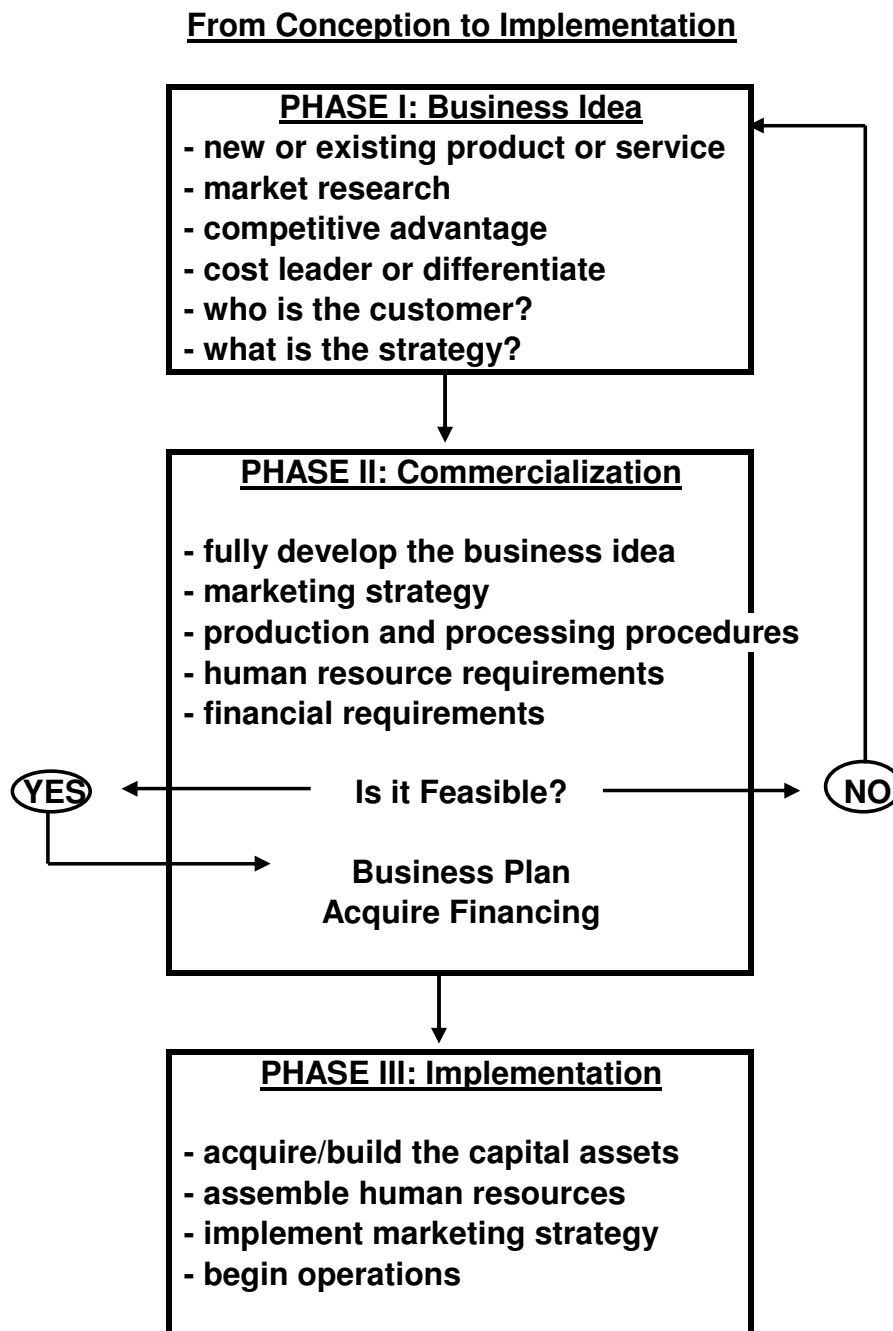 From Conception to Implementation
PHASE I: Business Idea
- new or existing product or service
- market research
- competitive advantage
- cost leader or differentiate
- who is the customer?
- what is the strategy?
PHASE II: Commercialization
- fully develop the business idea
- marketing strategy
- production and processing procedures
- human resource requirements
- financial requirements
YES Is it Feasible? NO
Business Plan
Acquire Financing
PHASE III: Implementation
- acquire/build the capital assets
- assemble human resources
- implement marketing strategy
- begin operations